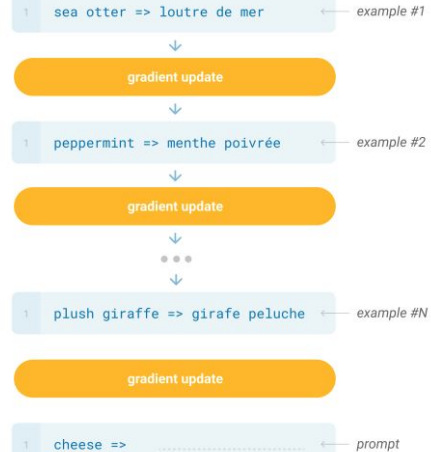 1 sea otter => loutre de mer ← example #1
gradient update
1 peppermint => menthe poivrée ← example #2
gradient update
1 plush giraffe => girafe peluche ← example #N
gradient update
1 cheese => ........................ ← prompt